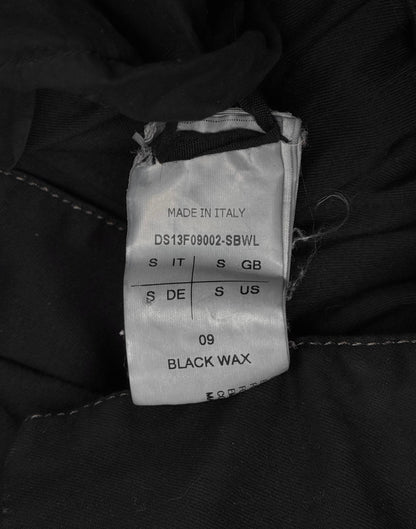 MADE IN ITALY
DS13F09002-SBWL
S IT S GB
S DE S US
09
BLACK WAX